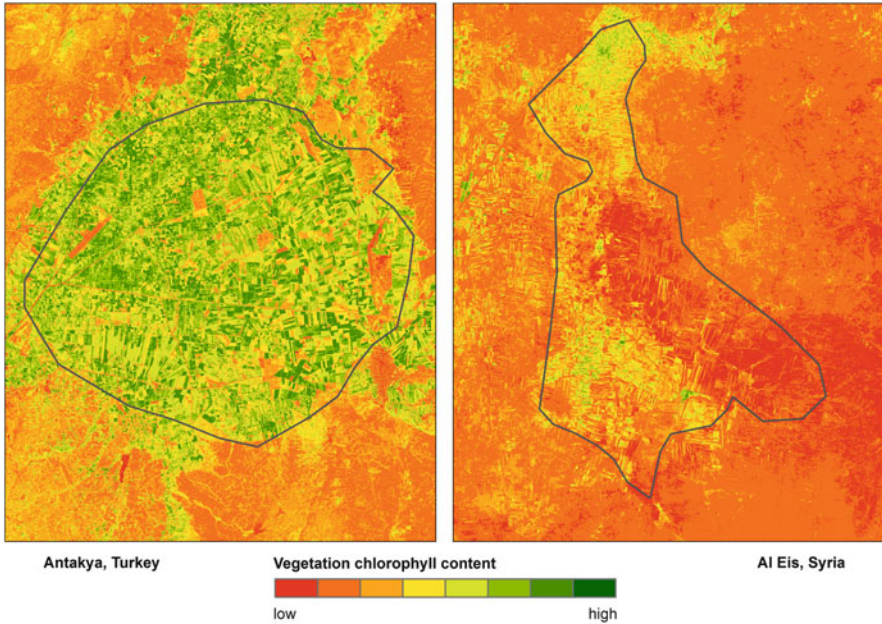 Antakya, Turkey
Vegetation chlorophyll content
Al Eis, Syria
low
high